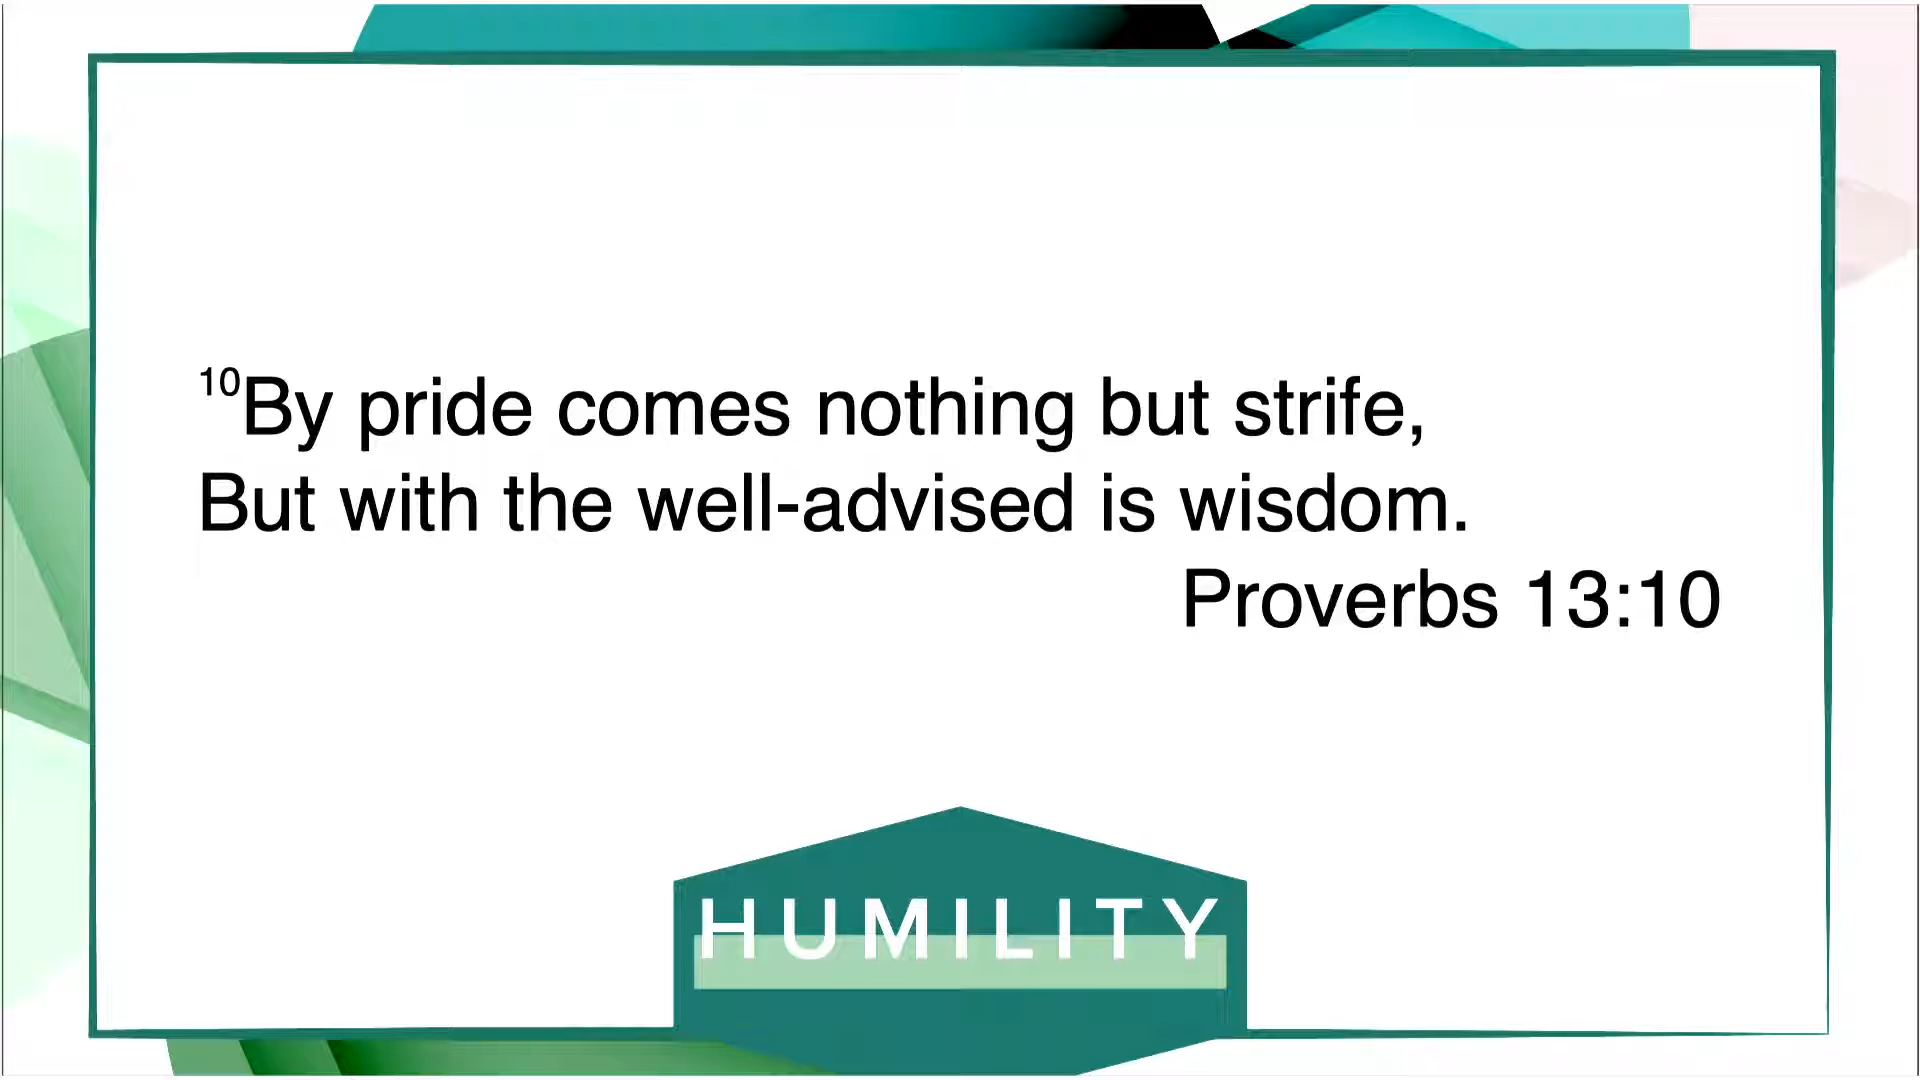 10By pride comes nothing but strife,
But with the well-advised is wisdom.
Proverbs 13:10
HUMILITY